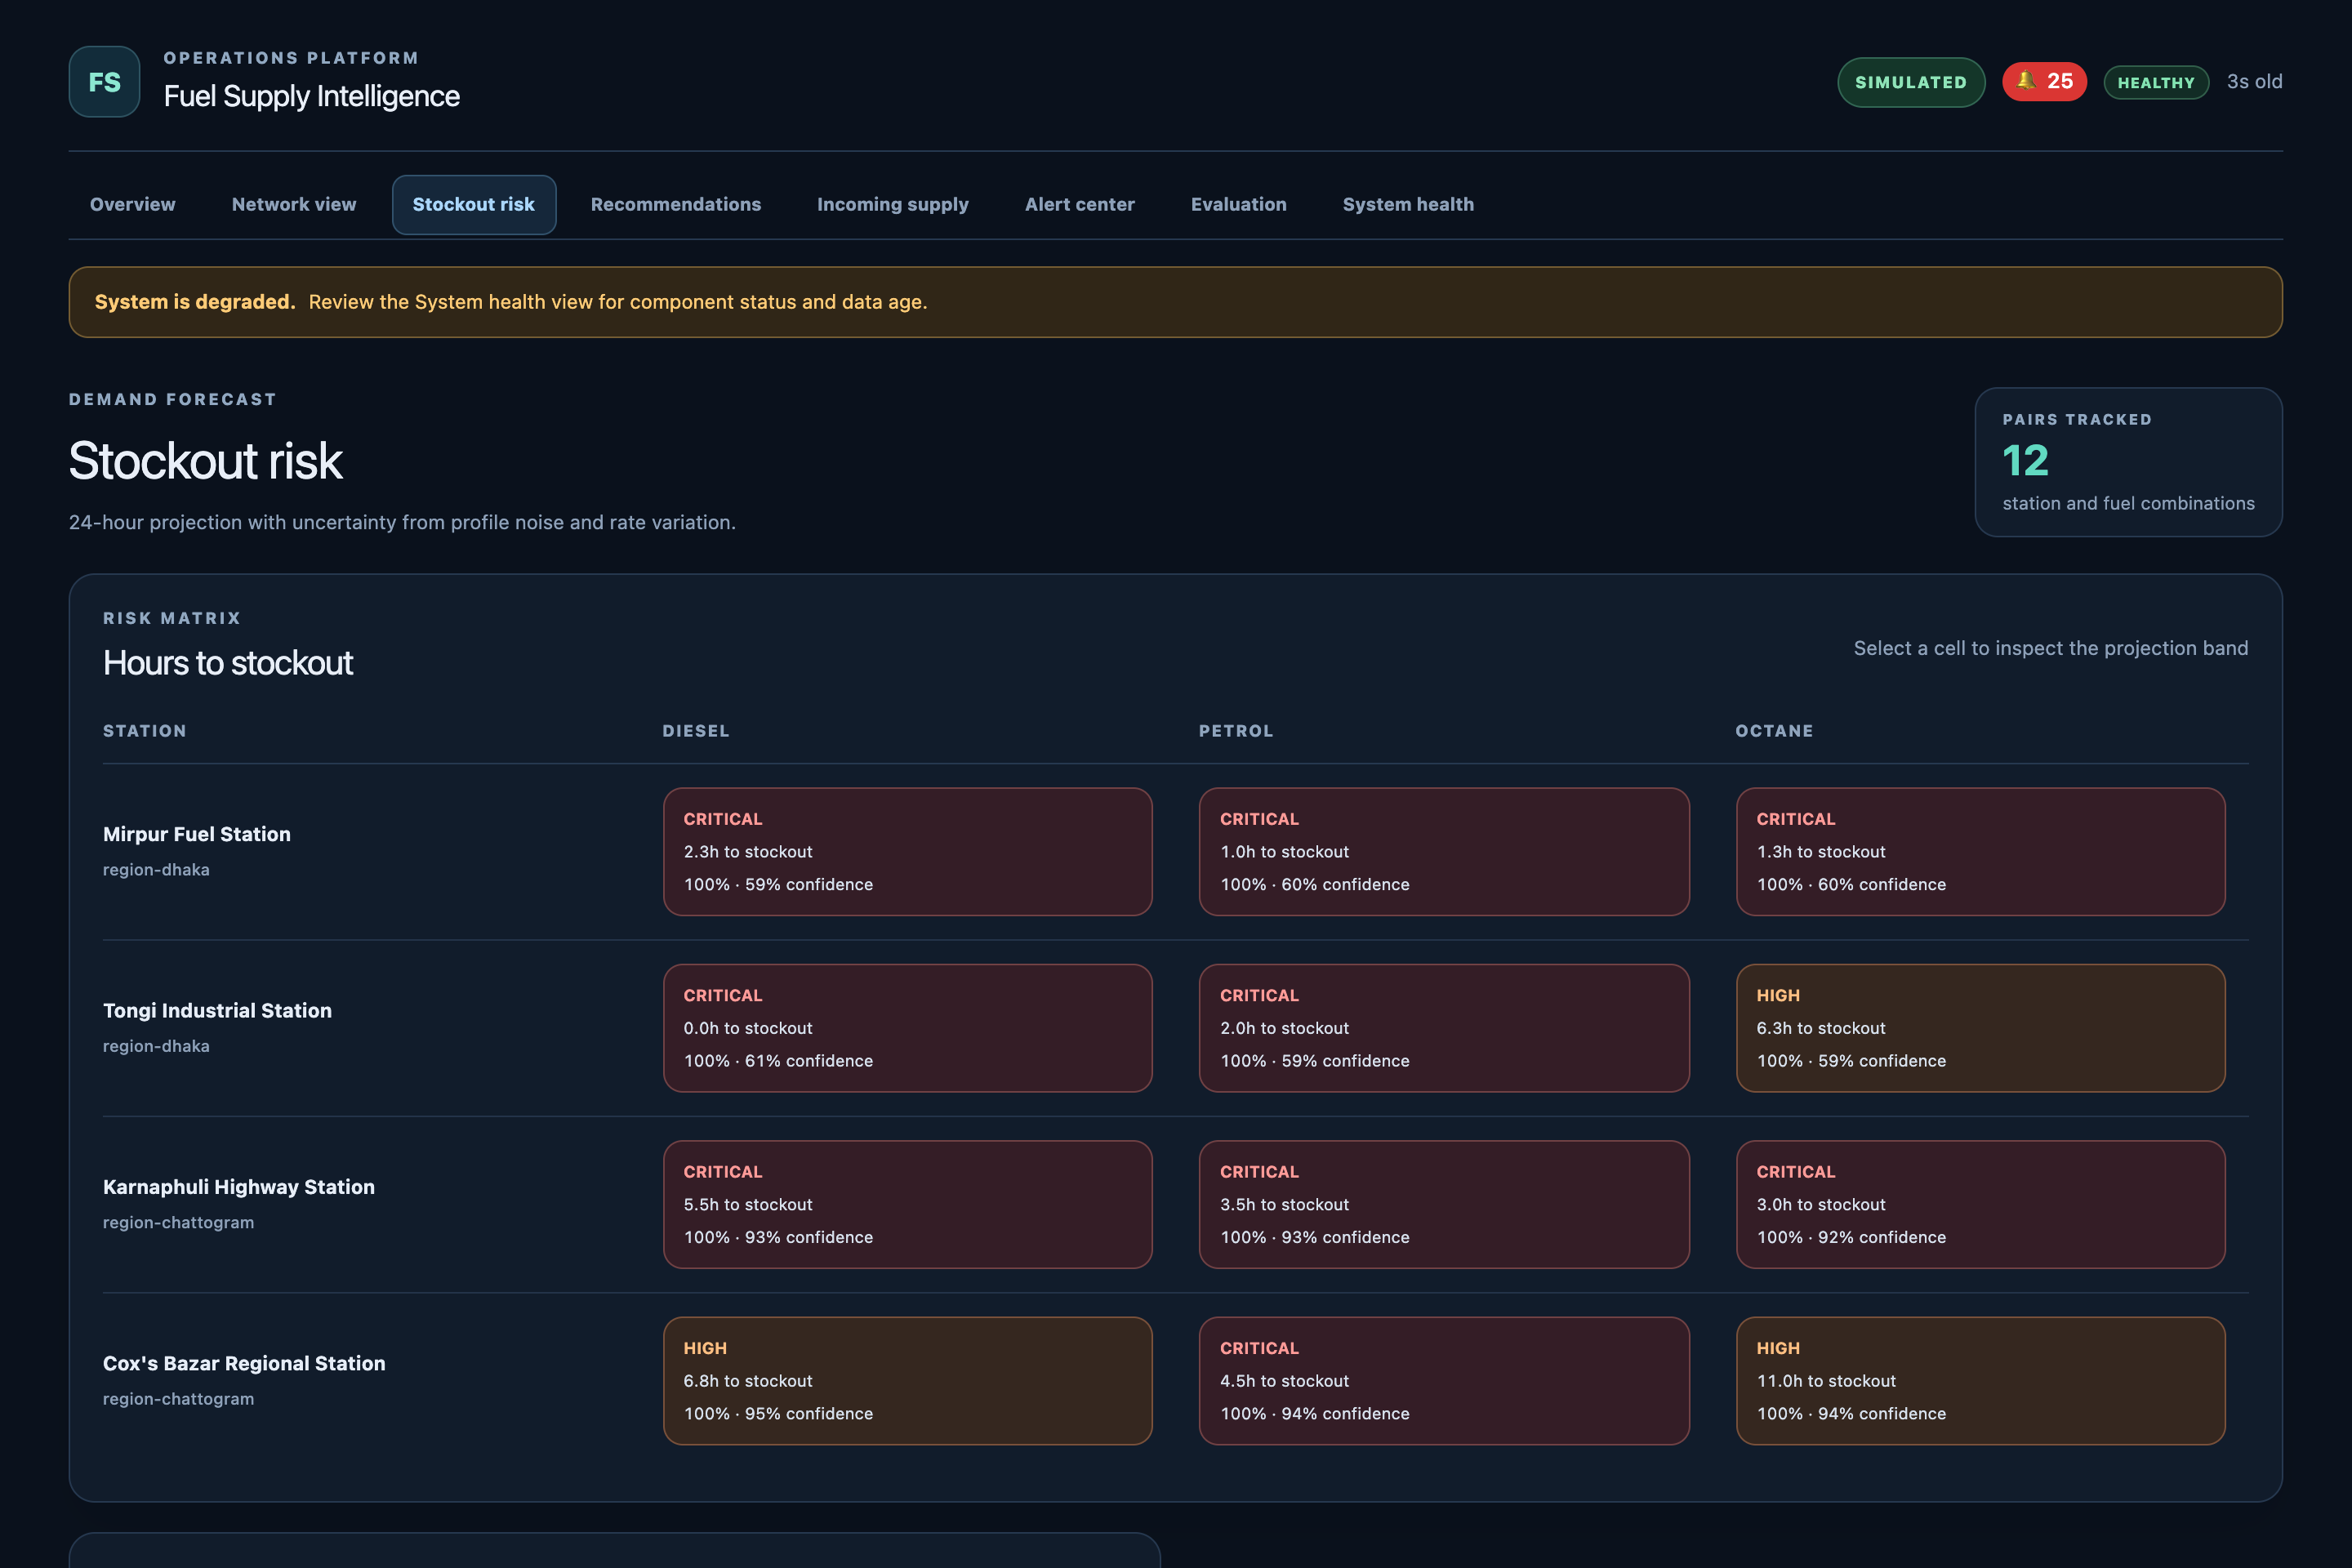 FS
OPERATIONS PLATFORM
Fuel Supply Intelligence
SIMULATED
🔔 25
HEALTHY
3s old
Overview
Network view
Stockout risk
Recommendations
Incoming supply
Alert center
Evaluation
System health
System is degraded. Review the System health view for component status and data age.
DEMAND FORECAST
Stockout risk
24-hour projection with uncertainty from profile noise and rate variation.
PAIRS TRACKED
12
station and fuel combinations
RISK MATRIX
Hours to stockout
Select a cell to inspect the projection band
STATION
DIESEL
PETROL
OCTANE
Mirpur Fuel Station
region-dhaka
CRITICAL
2.3h to stockout
100% · 59% confidence
CRITICAL
1.0h to stockout
100% · 60% confidence
CRITICAL
1.3h to stockout
100% · 60% confidence
Tongi Industrial Station
region-dhaka
CRITICAL
0.0h to stockout
100% · 61% confidence
CRITICAL
2.0h to stockout
100% · 59% confidence
HIGH
6.3h to stockout
100% · 59% confidence
Karnaphuli Highway Station
region-chattogram
CRITICAL
5.5h to stockout
100% · 93% confidence
CRITICAL
3.5h to stockout
100% · 93% confidence
CRITICAL
3.0h to stockout
100% · 92% confidence
Cox's Bazar Regional Station
region-chattogram
HIGH
6.8h to stockout
100% · 95% confidence
CRITICAL
4.5h to stockout
100% · 94% confidence
HIGH
11.0h to stockout
100% · 94% confidence